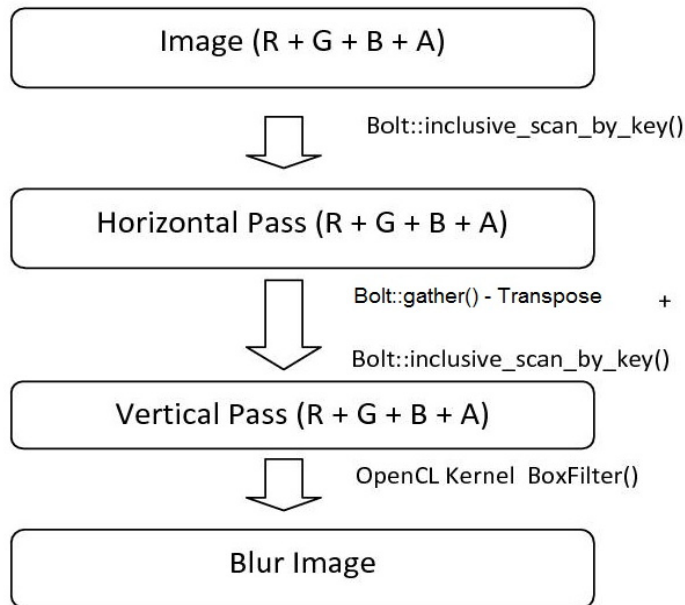 Image (R + G + B + A)
Bolt::inclusive_scan_by_key()
Horizontal Pass (R + G + B + A)
Bolt::gather() - Transpose +
Bolt::inclusive_scan_by_key()
Vertical Pass (R + G + B + A)
OpenCL Kernel BoxFilter()
Blur Image